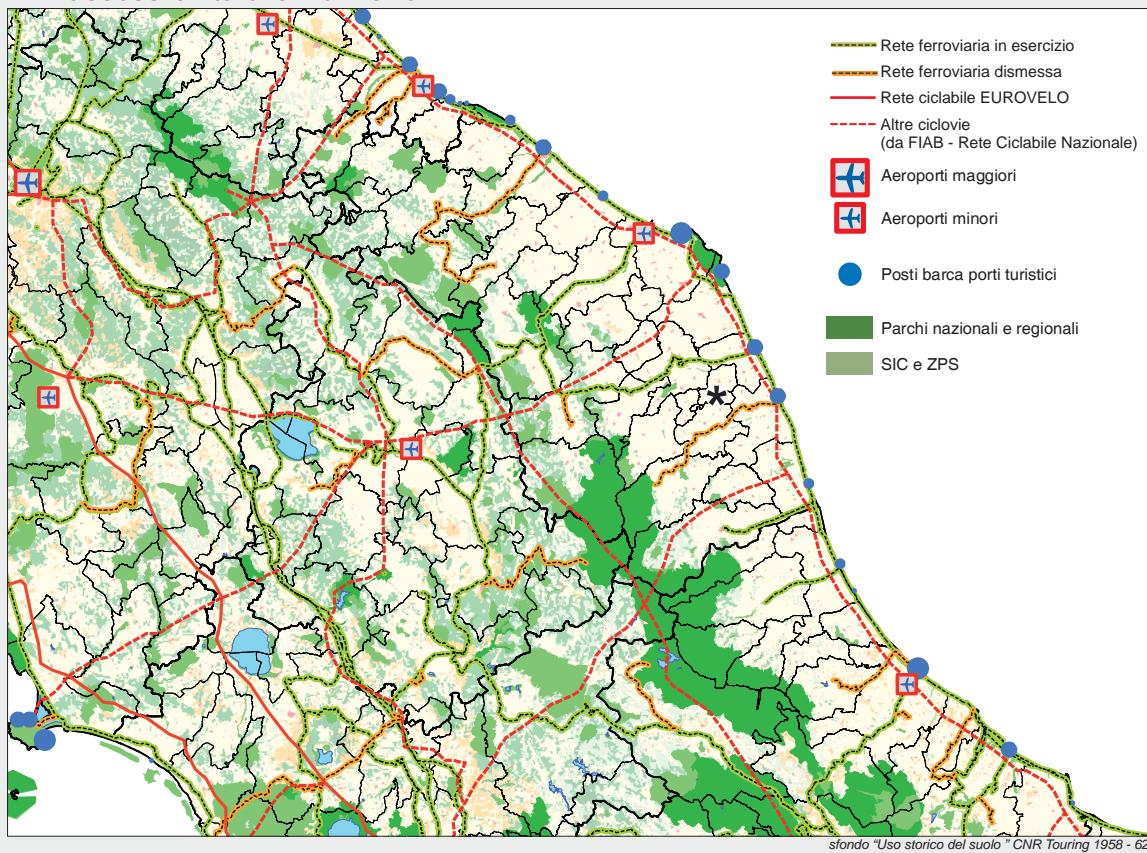 Rete ferroviaria in esercizio
Rete ferroviaria dismessa
Rete ciclabile EUROVELO
Altre ciclovie
(da FIAB - Rete Ciclabile Nazionale)
Aeroporti maggiori
Aeroporti minori
Posti barca porti turistici
Parchi nazionali e regionali
SIC e ZPS
*
sfondo "Uso storico del suolo " CNR Touring 1958 - 62